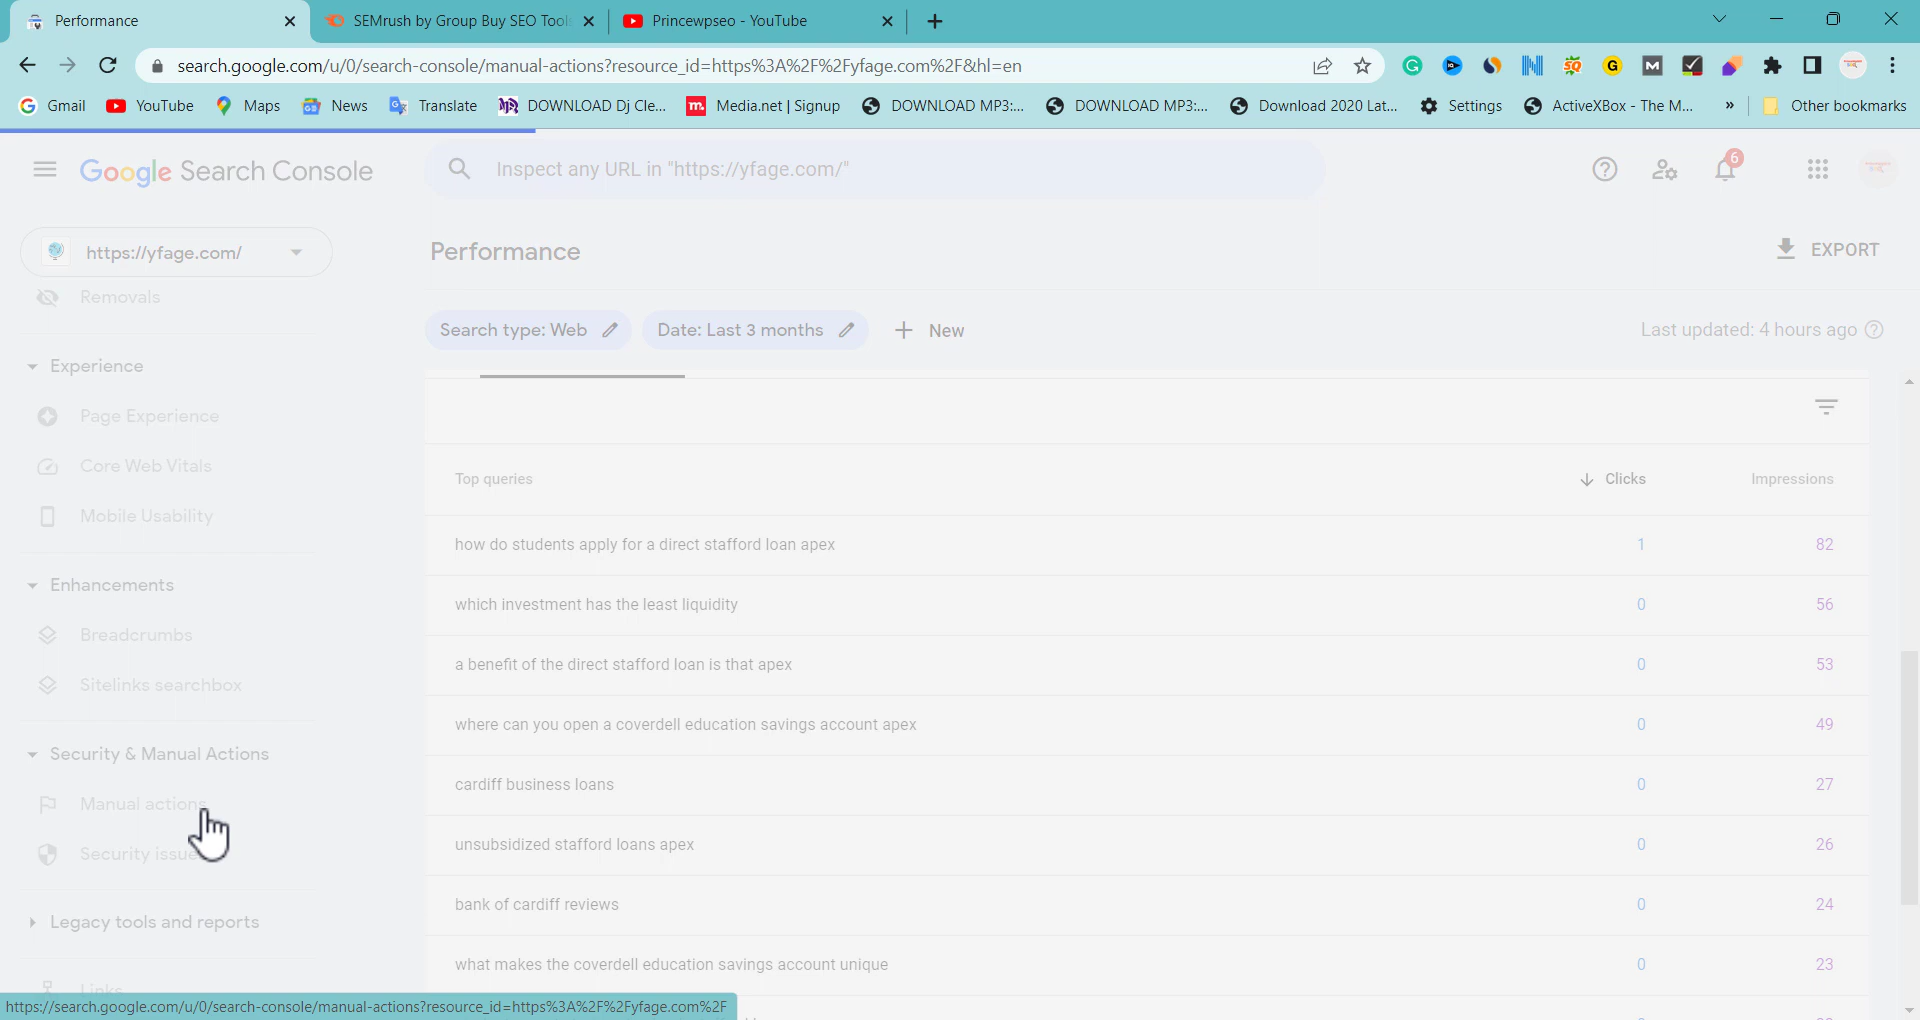 Performance
SEMrush by Group Buy SEO Tool
Princewpseo - YouTube
search.google.com/u/0/search-console/manual-actions?resource_id=https%3A%2F%2Fyfage.com%2F&hl=en
Gmail
YouTube
Maps
News
Translate
DOWNLOAD Dj Cle...
Media.net | Signup
DOWNLOAD MP3:...
DOWNLOAD MP3:...
Download 2020 Lat...
Settings
ActiveXBox - The M...
»
Other bookmarks
Google Search Console
Inspect any URL in "https://yfage.com/"
6
https://yfage.com/
Performance
EXPORT
Removals
Search type: Web
Date: Last 3 months
New
Last updated: 4 hours ago
Experience
Page Experience
Core Web Vitals
Mobile Usability
Enhancements
Breadcrumbs
Sitelinks searchbox
Security & Manual Actions
Manual actions
Security issues
Legacy tools and reports
Links
Top queries Clicks Impressions
how do students apply for a direct stafford loan apex 1 82
which investment has the least liquidity 0 56
a benefit of the direct stafford loan is that apex 0 53
where can you open a coverdell education savings account apex 0 49
cardiff business loans 0 27
unsubsidized stafford loans apex 0 26
bank of cardiff reviews 0 24
what makes the coverdell education savings account unique 0 23
https://search.google.com/u/0/search-console/manual-actions?resource_id=https%3A%2F%2Fyfage.com%2F